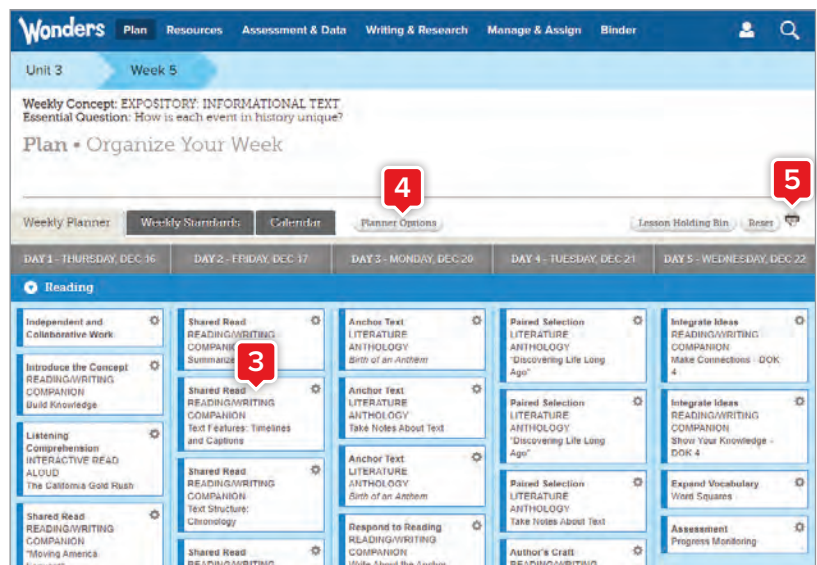 Wonders Plan Resources Assessment & Data Writing & Research Manage & Assign Binder
Unit 3 Week 5
Weekly Concept: EXPOSITORY: INFORMATIONAL TEXT
Essential Question: How is each event in history unique?
Plan • Organize Your Week
4
5
Weekly Planner Weekly Standards Calendar Planner Options Lesson Holding Bin Reset
DAY 1 - THURSDAY, DEC 16 DAY 2 - FRIDAY, DEC 17 DAY 3 - MONDAY, DEC 20 DAY 4 - TUESDAY, DEC 21 DAY 5 - WEDNESDAY, DEC 22
Reading
Independent and
Collaborative Work
Introduce the Concept
READING/WRITING
COMPANION
Build Knowledge
Listening
Comprehension
INTERACTIVE READ
ALOUD
The California Gold Rush
Shared Read
READING/WRITING
COMPANION
"Moving America
Shared Read
READING/WRITING
COMPANION
Summarize
3
Shared Read
READING/WRITING
COMPANION
Text Features: Timelines
and Captions
Shared Read
READING/WRITING
COMPANION
Text Structure:
Chronology
Shared Read
READING/WRITING
Anchor Text
LITERATURE
ANTHOLOGY
Birth of an Anthem
Anchor Text
LITERATURE
ANTHOLOGY
Take Notes About Text
Anchor Text
LITERATURE
ANTHOLOGY
Birth of an Anthem
Respond to Reading
READING/WRITING
COMPANION
Write About the Anchor
Paired Selection
LITERATURE
ANTHOLOGY
"Discovering Life Long
Ago"
Paired Selection
LITERATURE
ANTHOLOGY
"Discovering Life Long
Ago"
Paired Selection
LITERATURE
ANTHOLOGY
Take Notes About Text
Author's Craft
READING/WRITING
Integrate Ideas
READING/WRITING
COMPANION
Make Connections - DOK
4
Integrate Ideas
READING/WRITING
COMPANION
Show Your Knowledge -
DOK 4
Expand Vocabulary
Word Squares
Assessment
Progress Monitoring